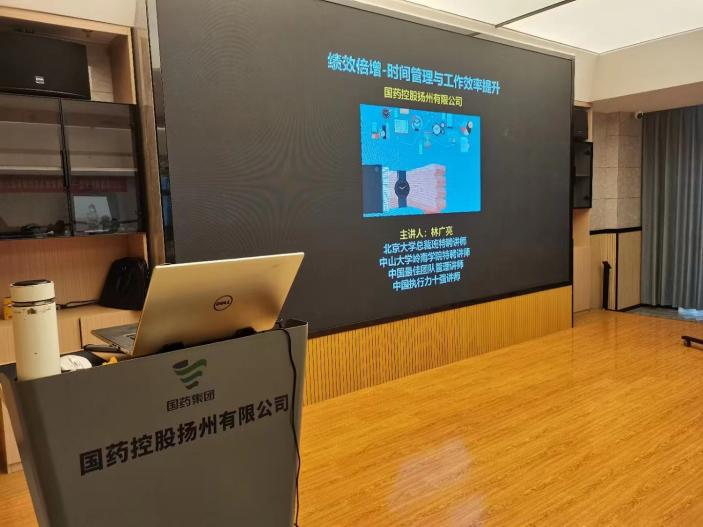 绩效倍增-时间管理与工作效率提升
国药控股扬州有限公司
主讲人：林广亮
北京大学总裁班特聘讲师
中山大学岭南学院特聘讲师
中国最佳团队管理讲师
中国执行力十强讲师
DELL
国药集团
国药控股扬州有限公司